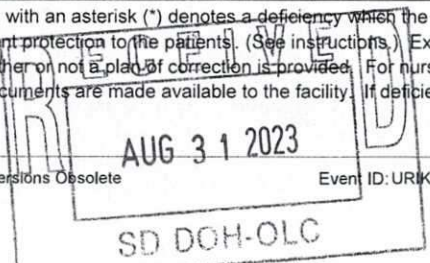 with an asterisk (*) denotes a deficiency which the
nt protection to the patients. (See instructions.) Ex
her or not a plan of correction is provided. For nurs
cuments are made available to the facility. If deficie
RECEIVED
AUG 31 2023
ersions Obsolete Event ID: URIK
SD DOH-OLC